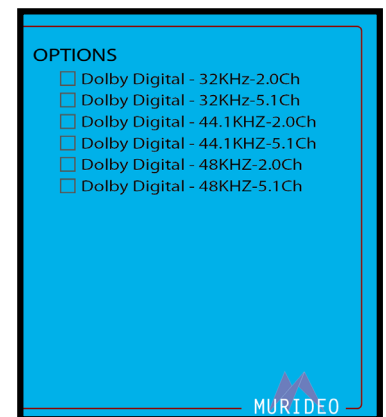 OPTIONS
Dolby Digital - 32KHz-2.0Ch
Dolby Digital - 32KHz-5.1Ch
Dolby Digital - 44.1KHZ-2.0Ch
Dolby Digital - 44.1KHZ-5.1Ch
Dolby Digital - 48KHZ-2.0Ch
Dolby Digital - 48KHZ-5.1Ch
MURIDEO